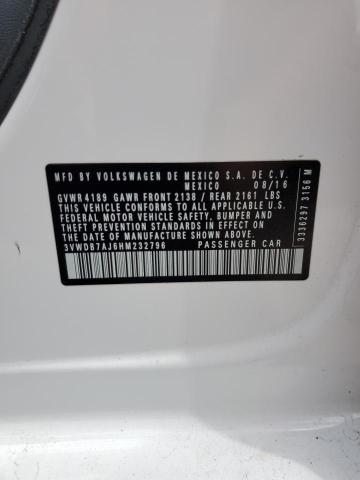 MFD BY VOLKSWAGEN DE MEXICO S.A. DE C.V.
MEXICO 08/16
GVWR 4189 GAWR FRONT 2138 / REAR 2161 LBS
THIS VEHICLE CONFORMS TO ALL APPLICABLE U.S.
FEDERAL MOTOR VEHICLE SAFETY, BUMPER AND
THEFT PREVENTION STANDARDS IN EFFECT ON THE
DATE OF MANUFACTURE SHOWN ABOVE.
3VWDB7AJ6HM232796 PASSENGER CAR
3336297 3156 M